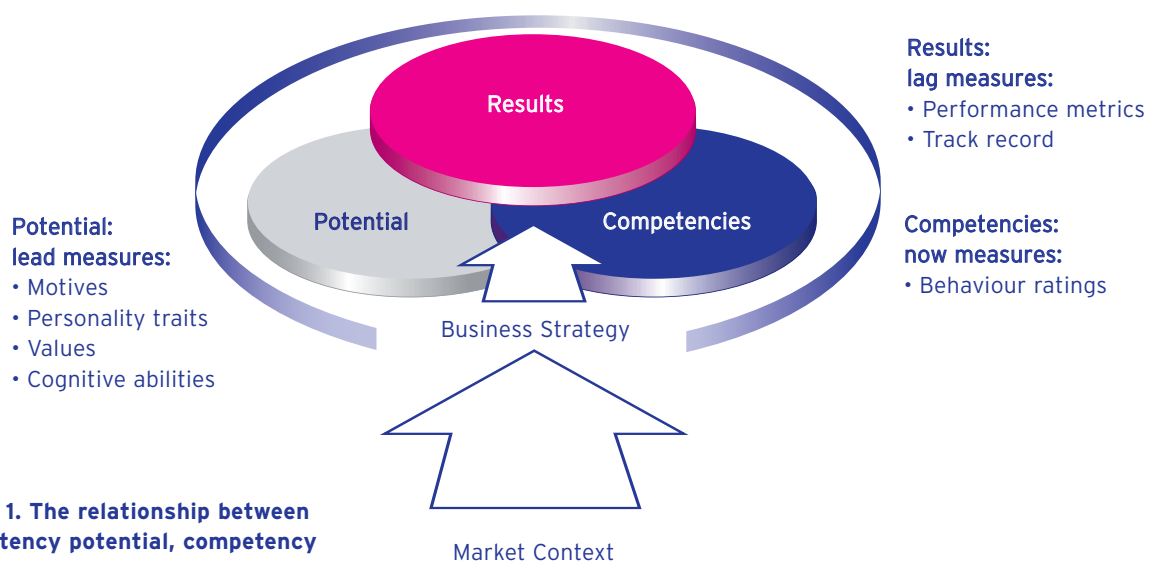 Results
Potential
Competencies
Business Strategy
Market Context
Results:
lag measures:
• Performance metrics
• Track record
Competencies:
now measures:
• Behaviour ratings
Potential:
lead measures:
• Motives
• Personality traits
• Values
• Cognitive abilities
1. The relationship between
tency potential, competency